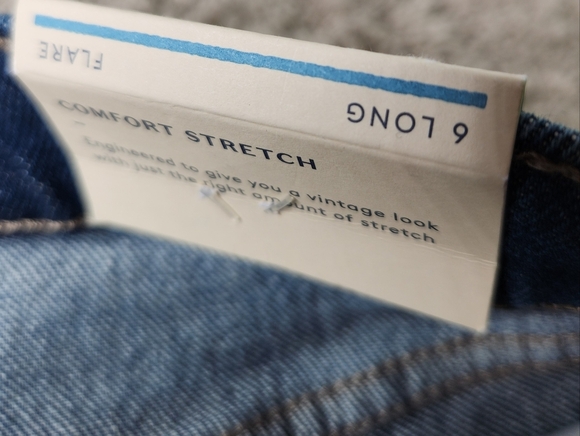 FLARE
6 LONG
COMFORT STRETCH
Engineered to give you a vintage look
with just the right amount of stretch